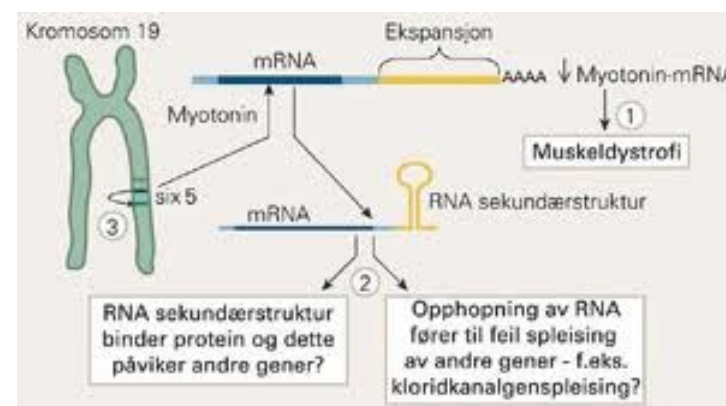 Kromosom 19
mRNA
Ekspansjon
AAAA ↓ Myotonin-mRNA
Myotonin
1
Muskeldystrofi
six 5
3
mRNA
RNA sekundærstruktur
2
RNA sekundærstruktur
binder protein og dette
påviker andre gener?
Opphopning av RNA
fører til feil spleising
av andre gener - f.eks.
kloridkanalgenspleising?